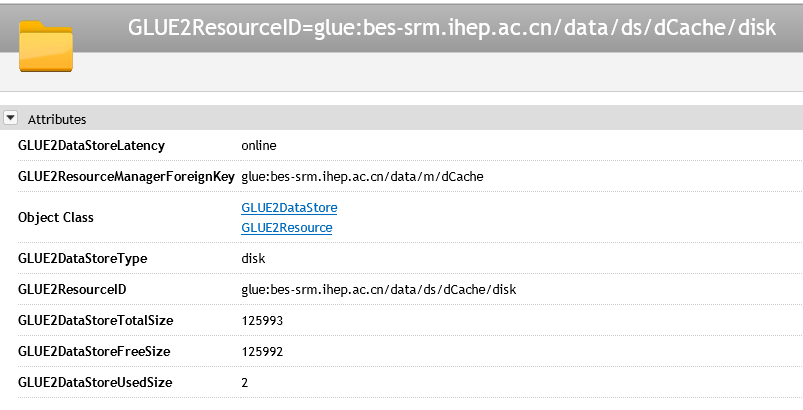 GLUE2ResourceID=glue:bes-srm.ihep.ac.cn/data/ds/dCache/disk
Attributes
GLUE2DataStoreLatency online
GLUE2ResourceManagerForeignKey glue:bes-srm.ihep.ac.cn/data/m/dCache
Object Class GLUE2DataStore
GLUE2Resource
GLUE2DataStoreType disk
GLUE2ResourceID glue:bes-srm.ihep.ac.cn/data/ds/dCache/disk
GLUE2DataStoreTotalSize 125993
GLUE2DataStoreFreeSize 125992
GLUE2DataStoreUsedSize 2